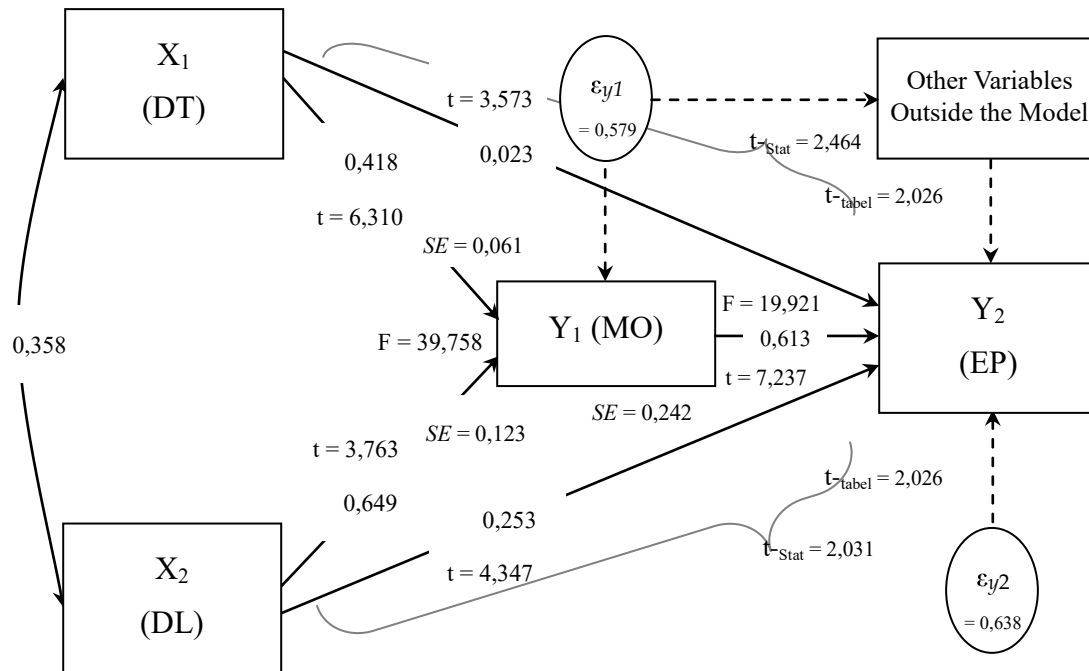 X₁
(DT)
εy1
= 0,579
Other Variables
Outside the Model
t = 3,573
0,023
t-Stat = 2,464
t-tabel = 2,026
0,418
t = 6,310
SE = 0,061
0,358
F = 39,758
Y₁ (MO)
F = 19,921
0,613
t = 7,237
Y₂
(EP)
SE = 0,123
SE = 0,242
t = 3,763
0,649
0,253
t = 4,347
t-tabel = 2,026
t-Stat = 2,031
X₂
(DL)
εy2
= 0,638